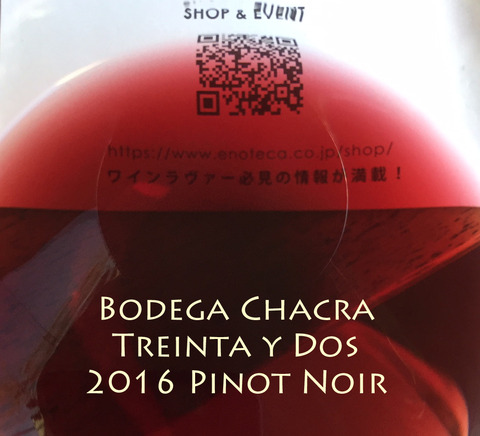 SHOP & EVENT
https://www.enoteca.co.jp/shop/
ワインラヴァー必見の情報が満載！
BODEGA CHACRA
TREINTA Y DOS
2016 PINOT NOIR